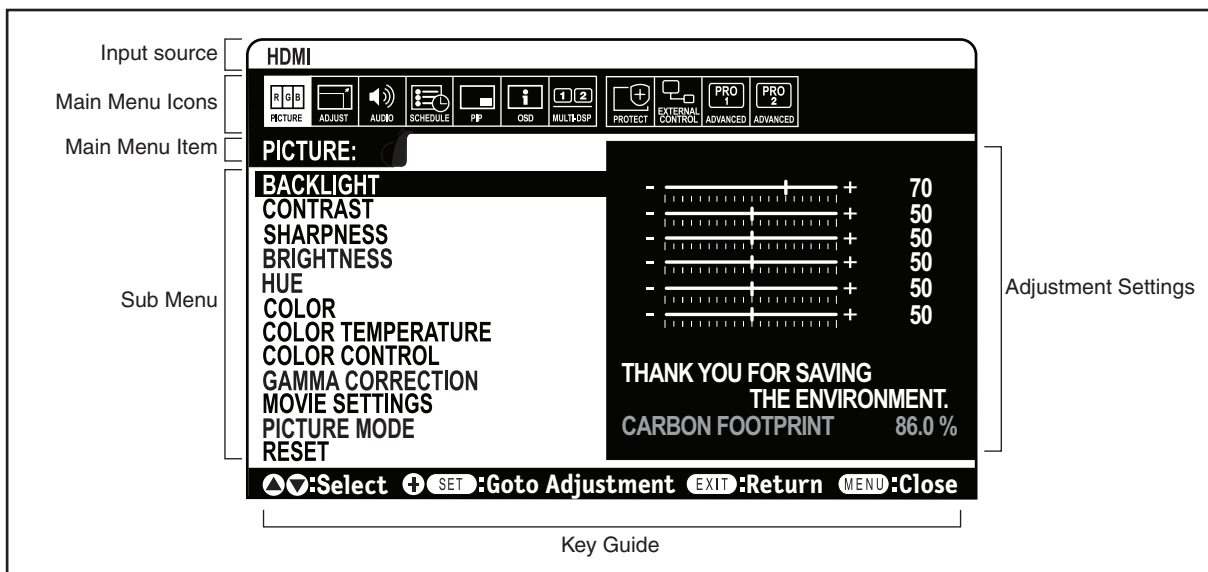 Input source
HDMI
Main Menu Icons
R G B
PICTURE
ADJUST
AUDIO
SCHEDULE
PIP
i
OSD
1 2
MULTI-DSP
PROTECT
EXTERNAL
CONTROL
PRO
1
ADVANCED
PRO
2
ADVANCED
Main Menu Item
PICTURE:
Sub Menu
BACKLIGHT - + 70
CONTRAST - + 50
SHARPNESS - + 50
BRIGHTNESS - + 50
HUE - + 50
COLOR - + 50
COLOR TEMPERATURE
COLOR CONTROL
GAMMA CORRECTION
MOVIE SETTINGS
PICTURE MODE
RESET
THANK YOU FOR SAVING
THE ENVIRONMENT.
CARBON FOOTPRINT 86.0 %
Adjustment Settings
:Select + SET :Goto Adjustment EXIT :Return MENU :Close
Key Guide